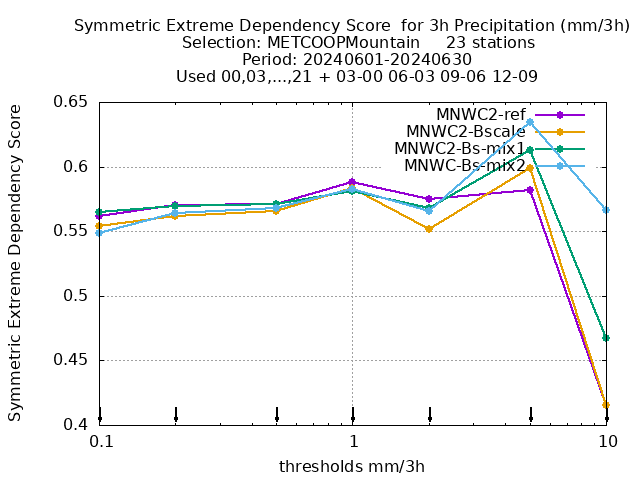 Symmetric Extreme Dependency Score  for 3h Precipitation (mm/3h)
Selection: METCOOPMountain     23 stations
Period: 20240601-20240630
Used 00,03,...,21 + 03-00 06-03 09-06 12-09
Symmetric Extreme Dependency Score
0.65
0.6
0.55
0.5
0.45
0.4
MNWC2-ref
MNWC2-Bscale
MNWC2-Bs-mix1
MNWC-Bs-mix2
0.1
1
10
thresholds mm/3h